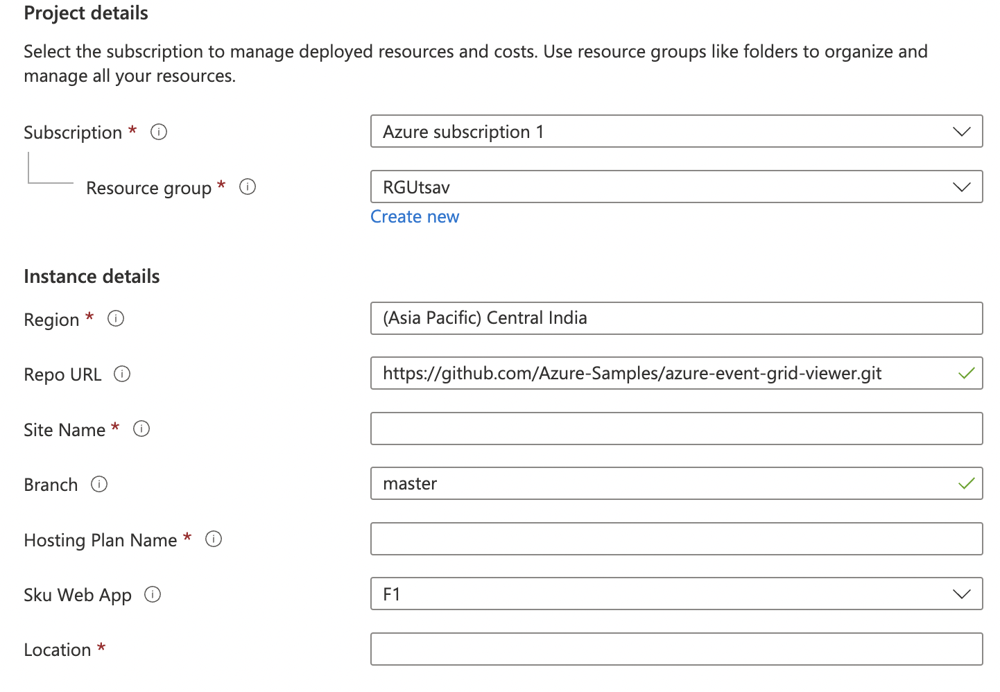 Project details
Select the subscription to manage deployed resources and costs. Use resource groups like folders to organize and
manage all your resources.
Subscription *
Azure subscription 1
Resource group *
RGUtsav
Create new
Instance details
Region *
(Asia Pacific) Central India
Repo URL
https://github.com/Azure-Samples/azure-event-grid-viewer.git
Site Name *
Branch
master
Hosting Plan Name *
Sku Web App
F1
Location *